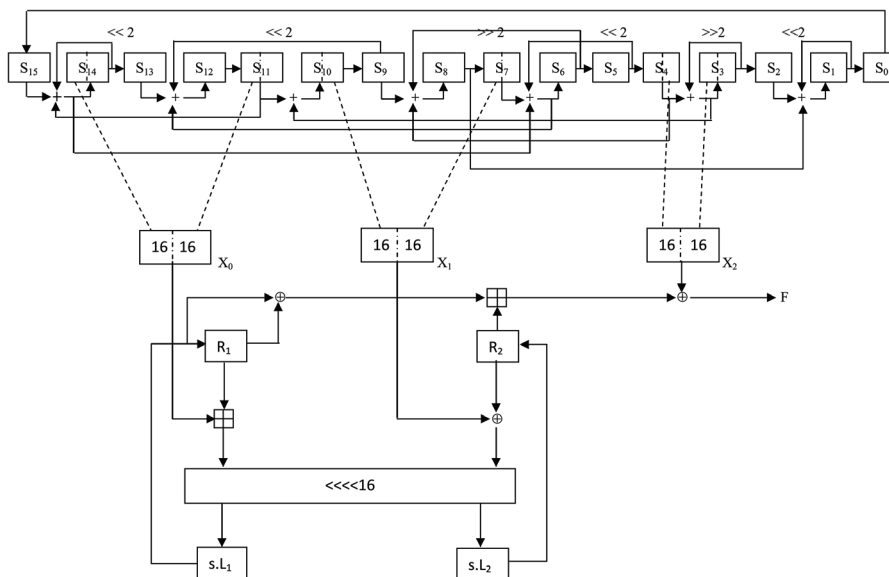 << 2 << 2 >> 2 << 2 >>2 <<2
S15 S14 S13 S12 S11 S10 S9 S8 S7 S6 S5 S4 S3 S2 S1 S0
+ + + + + + +
16 16 X0 16 16 X1 16 16 X2
⊕ ⊕ F
R1 R2
⊕
<<<<16
s.L1 s.L2